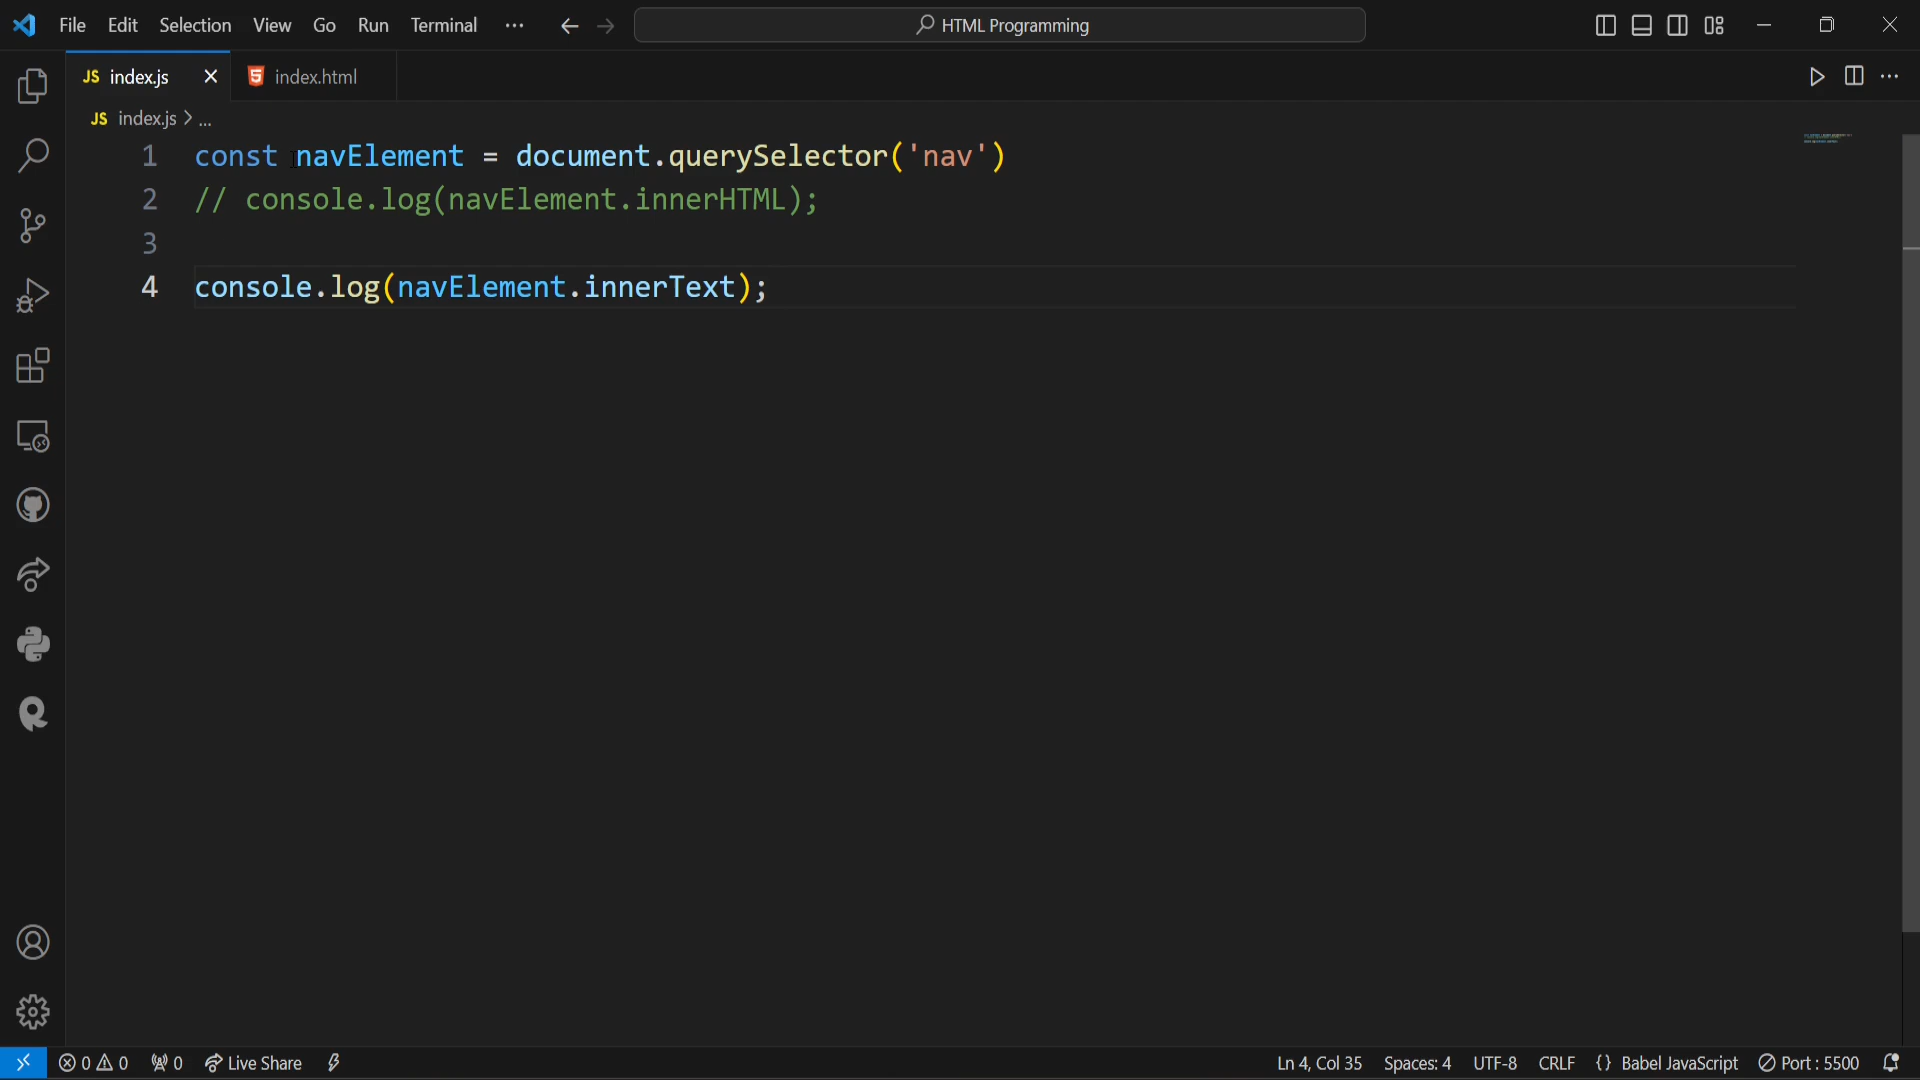 File Edit Selection View Go Run Terminal ··· HTML Programming
JS index.js index.html
JS index.js > ...
1 const navElement = document.querySelector('nav')
2 // console.log(navElement.innerHTML);
3
4 console.log(navElement.innerText);
0 0 0 Live Share Ln 4, Col 35 Spaces: 4 UTF-8 CRLF {} Babel JavaScript Port : 5500